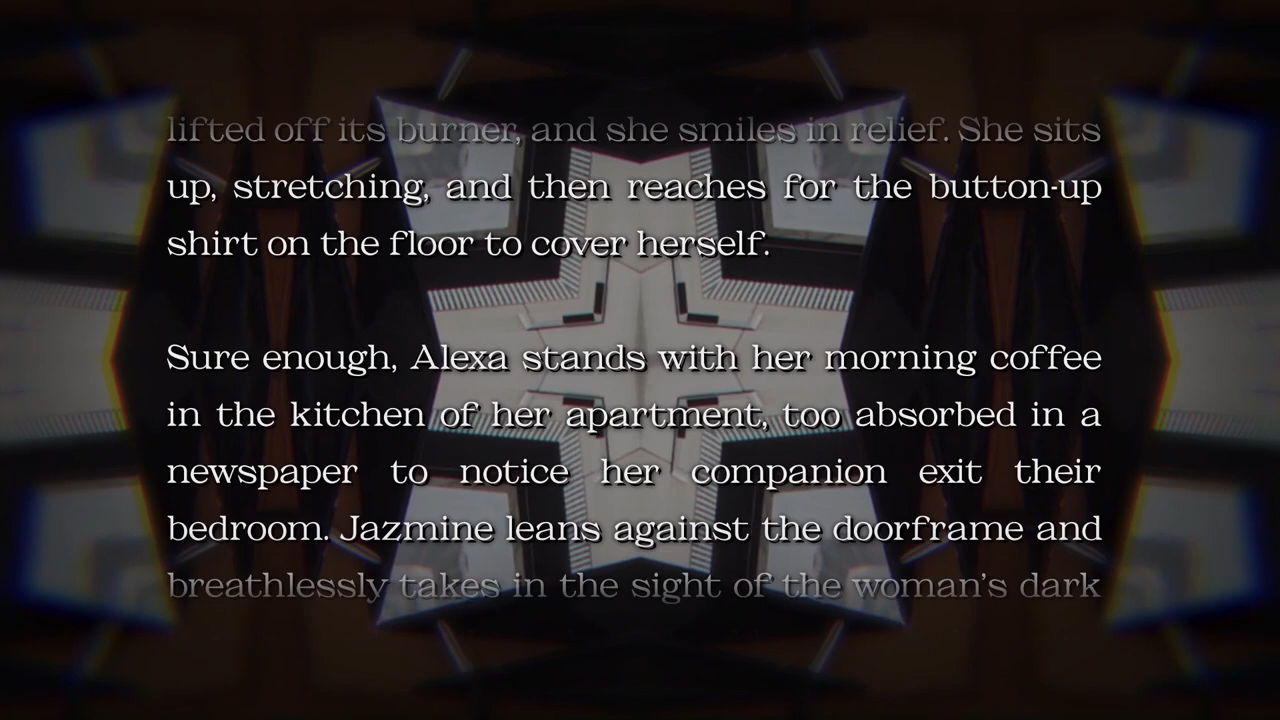 lifted off its burner, and she smiles in relief. She sits
up, stretching, and then reaches for the button-up
shirt on the floor to cover herself.
Sure enough, Alexa stands with her morning coffee
in the kitchen of her apartment, too absorbed in a
newspaper to notice her companion exit their
bedroom. Jazmine leans against the doorframe and
breathlessly takes in the sight of the woman's dark